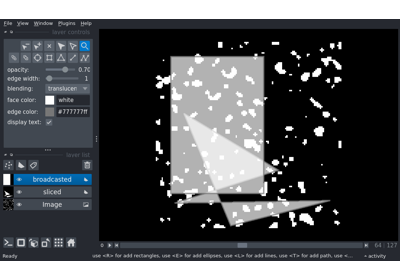 File View Window Plugins Help
layer controls
opacity: 0.70
edge width: 1
blending: translucen
face color: white
edge color: #777777ff
display text:
layer list
broadcasted
sliced
Image
64 127
Ready
use <R> for add rectangles, use <E> for add ellipses, use <L> for add lines, use <T> for add path, use <...
activity